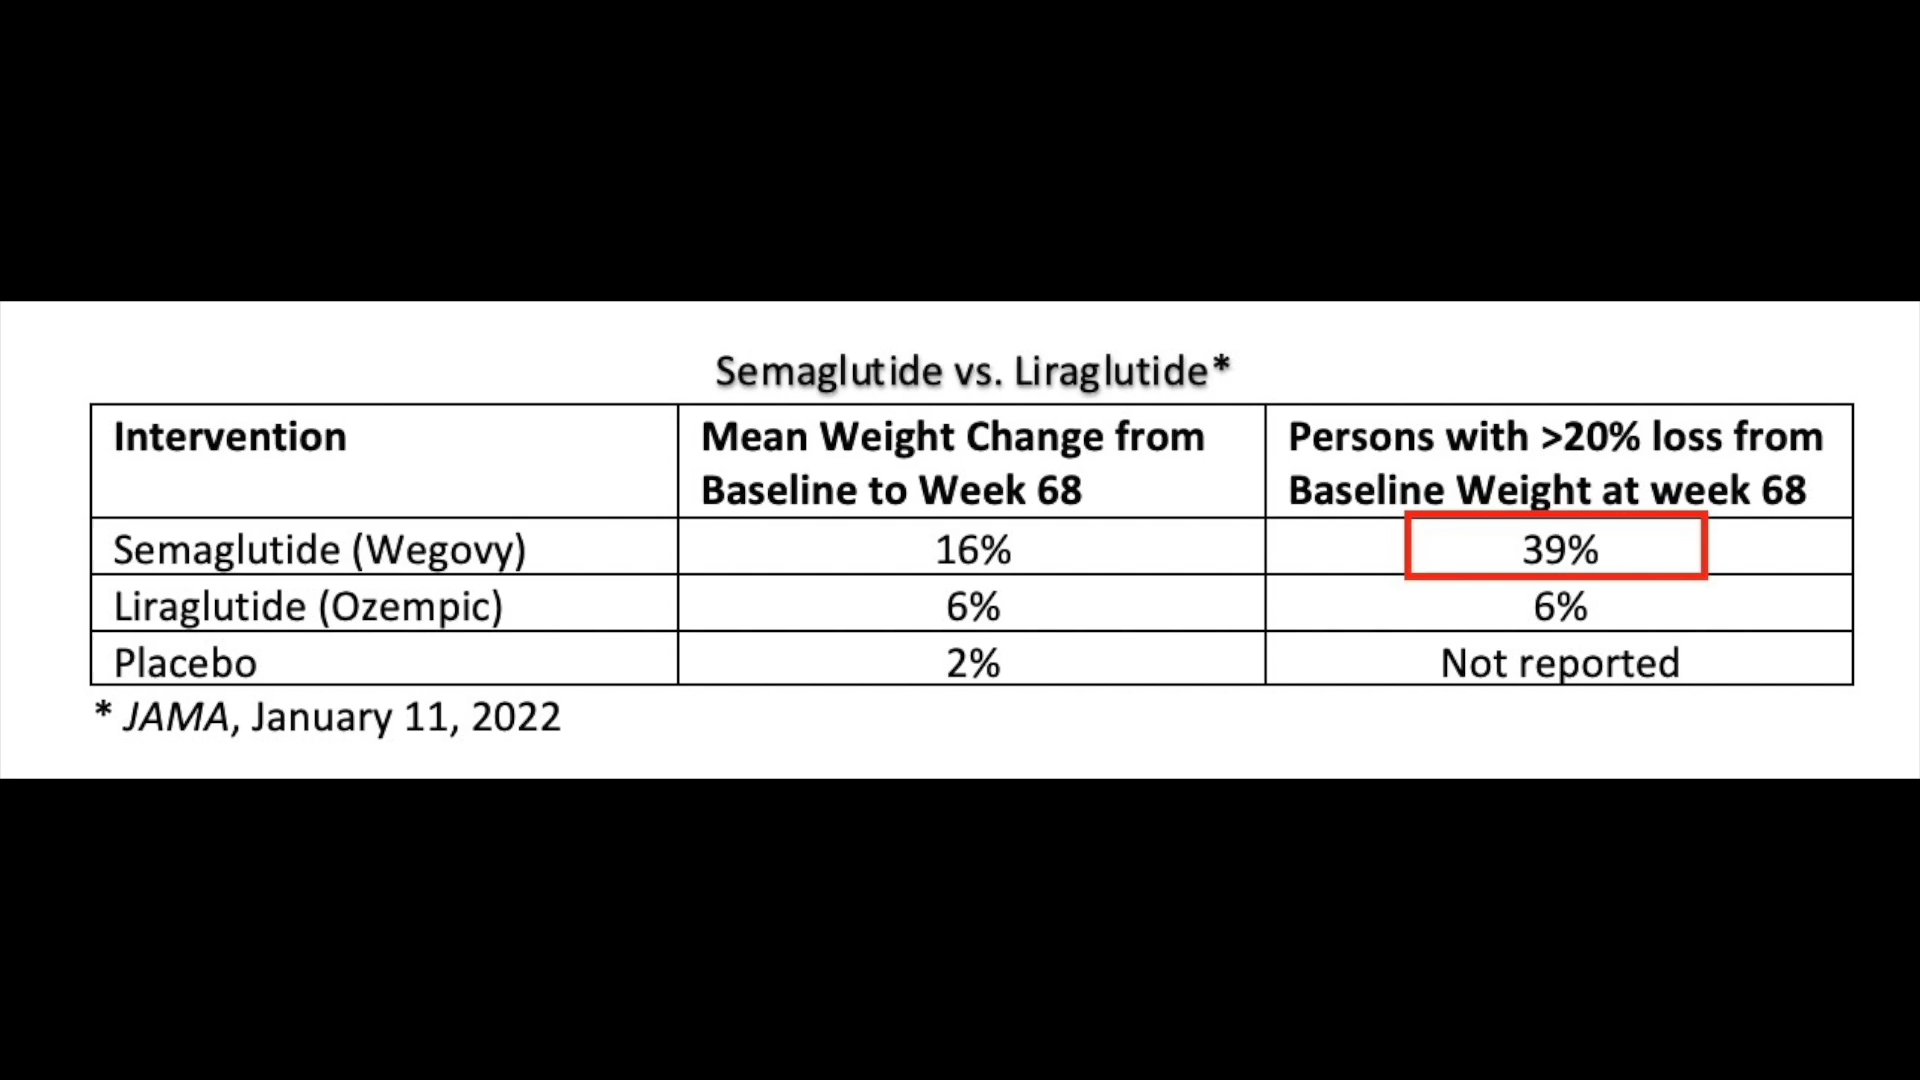 Semaglutide vs. Liraglutide*
Intervention
Mean Weight Change from
Baseline to Week 68
Persons with >20% loss from
Baseline Weight at week 68
Semaglutide (Wegovy)
16%
39%
Liraglutide (Ozempic)
6%
6%
Placebo
2%
Not reported
* JAMA, January 11, 2022